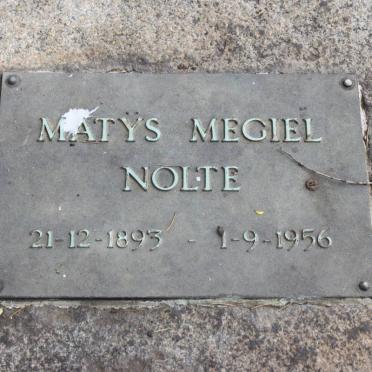 MATYS MEGIEL
NOLTE
21-12-1893 - 1-9-1956